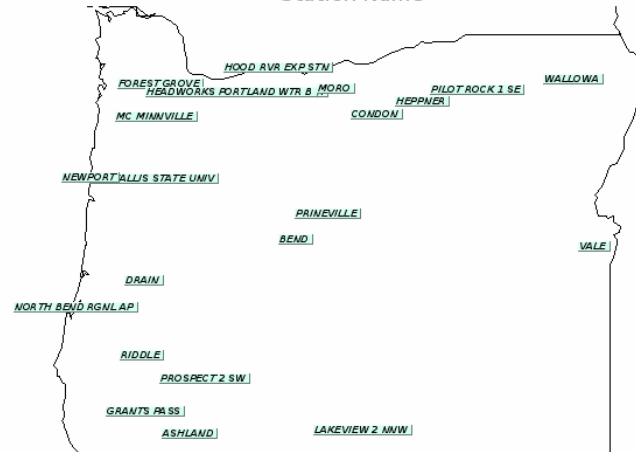 Station Name
HOOD RVR EXP STN
WALLOWA
FOREST GROVE
HEADWORKS PORTLAND WTR B
MORO
PILOT ROCK 1 SE
HEPPNER
MC MINNVILLE
CONDON
NEWPORT
ALLIS STATE UNIV
PRINEVILLE
BEND
VALE
DRAIN
NORTH BEND RGNL AP
RIDDLE
PROSPECT 2 SW
GRANTS PASS
ASHLAND
LAKEVIEW 2 NNW